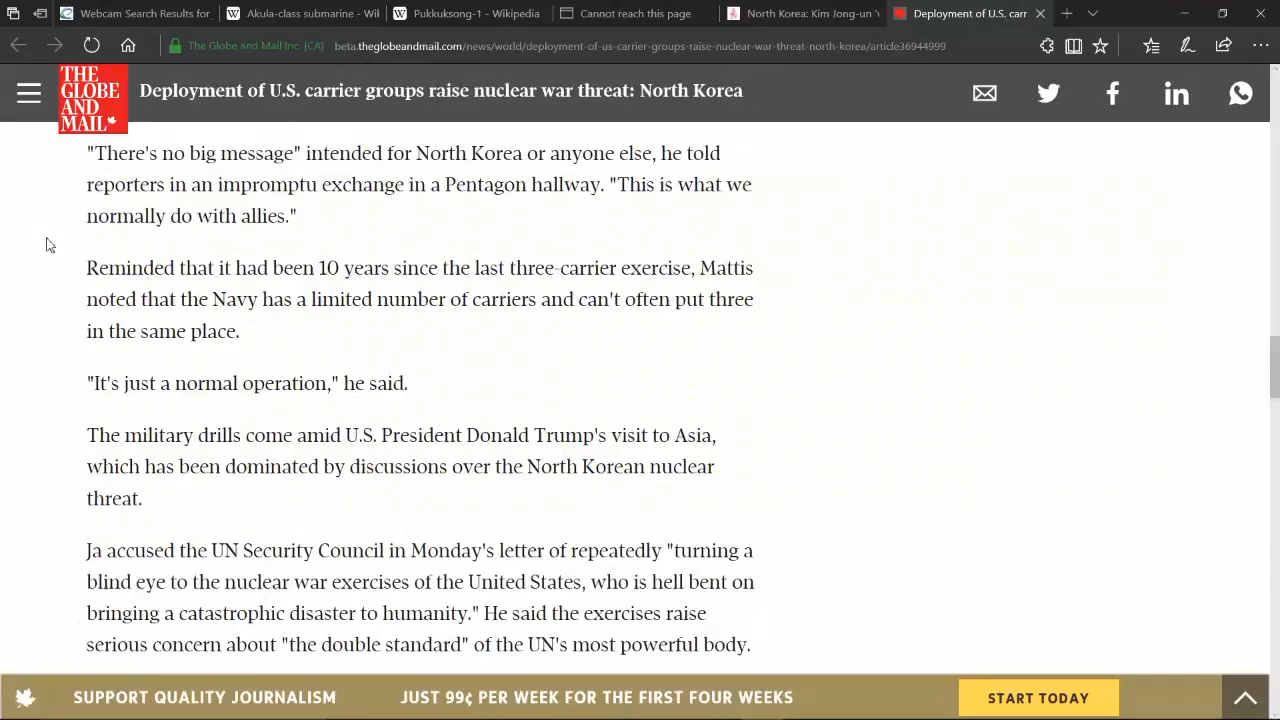 Webcam Search Results for
Akula-class submarine - Wiki
Pukkuksong-1 - Wikipedia
Cannot reach this page
North Korea: Kim Jong-un '
Deployment of U.S. carr
The Globe and Mail Inc. [CA]
beta.theglobeandmail.com/news/world/deployment-of-us-carrier-groups-raise-nuclear-war-threat-north-korea/article36944999
THE
GLOBE
AND
MAIL
Deployment of U.S. carrier groups raise nuclear war threat: North Korea
"There's no big message" intended for North Korea or anyone else, he told
reporters in an impromptu exchange in a Pentagon hallway. "This is what we
normally do with allies."
Reminded that it had been 10 years since the last three-carrier exercise, Mattis
noted that the Navy has a limited number of carriers and can't often put three
in the same place.
"It's just a normal operation," he said.
The military drills come amid U.S. President Donald Trump's visit to Asia,
which has been dominated by discussions over the North Korean nuclear
threat.
Ja accused the UN Security Council in Monday's letter of repeatedly "turning a
blind eye to the nuclear war exercises of the United States, who is hell bent on
bringing a catastrophic disaster to humanity." He said the exercises raise
serious concern about "the double standard" of the UN's most powerful body.
SUPPORT QUALITY JOURNALISM
JUST 99¢ PER WEEK FOR THE FIRST FOUR WEEKS
START TODAY